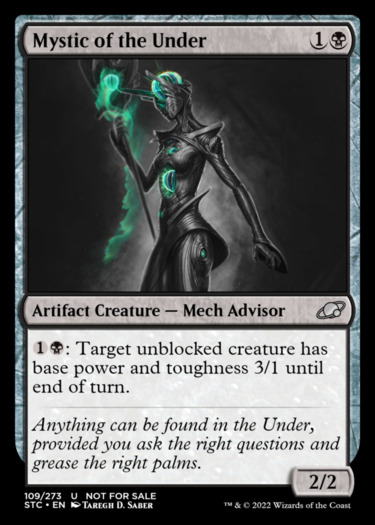 Mystic of the Under 1
Artifact Creature — Mech Advisor
1: Target unblocked creature has
base power and toughness 3/1 until
end of turn.
Anything can be found in the Under,
provided you ask the right questions and
grease the right palms.
2/2
109/273 U NOT FOR SALE
STC • EN Taregh D. Saber
™ & © 2022 Wizards of the Coast